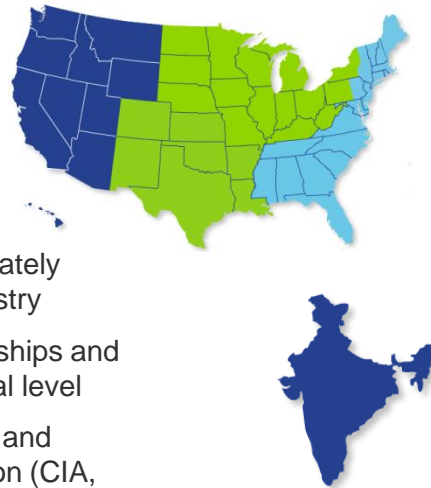 ately
stry
ships and
al level
and
on (CIA,